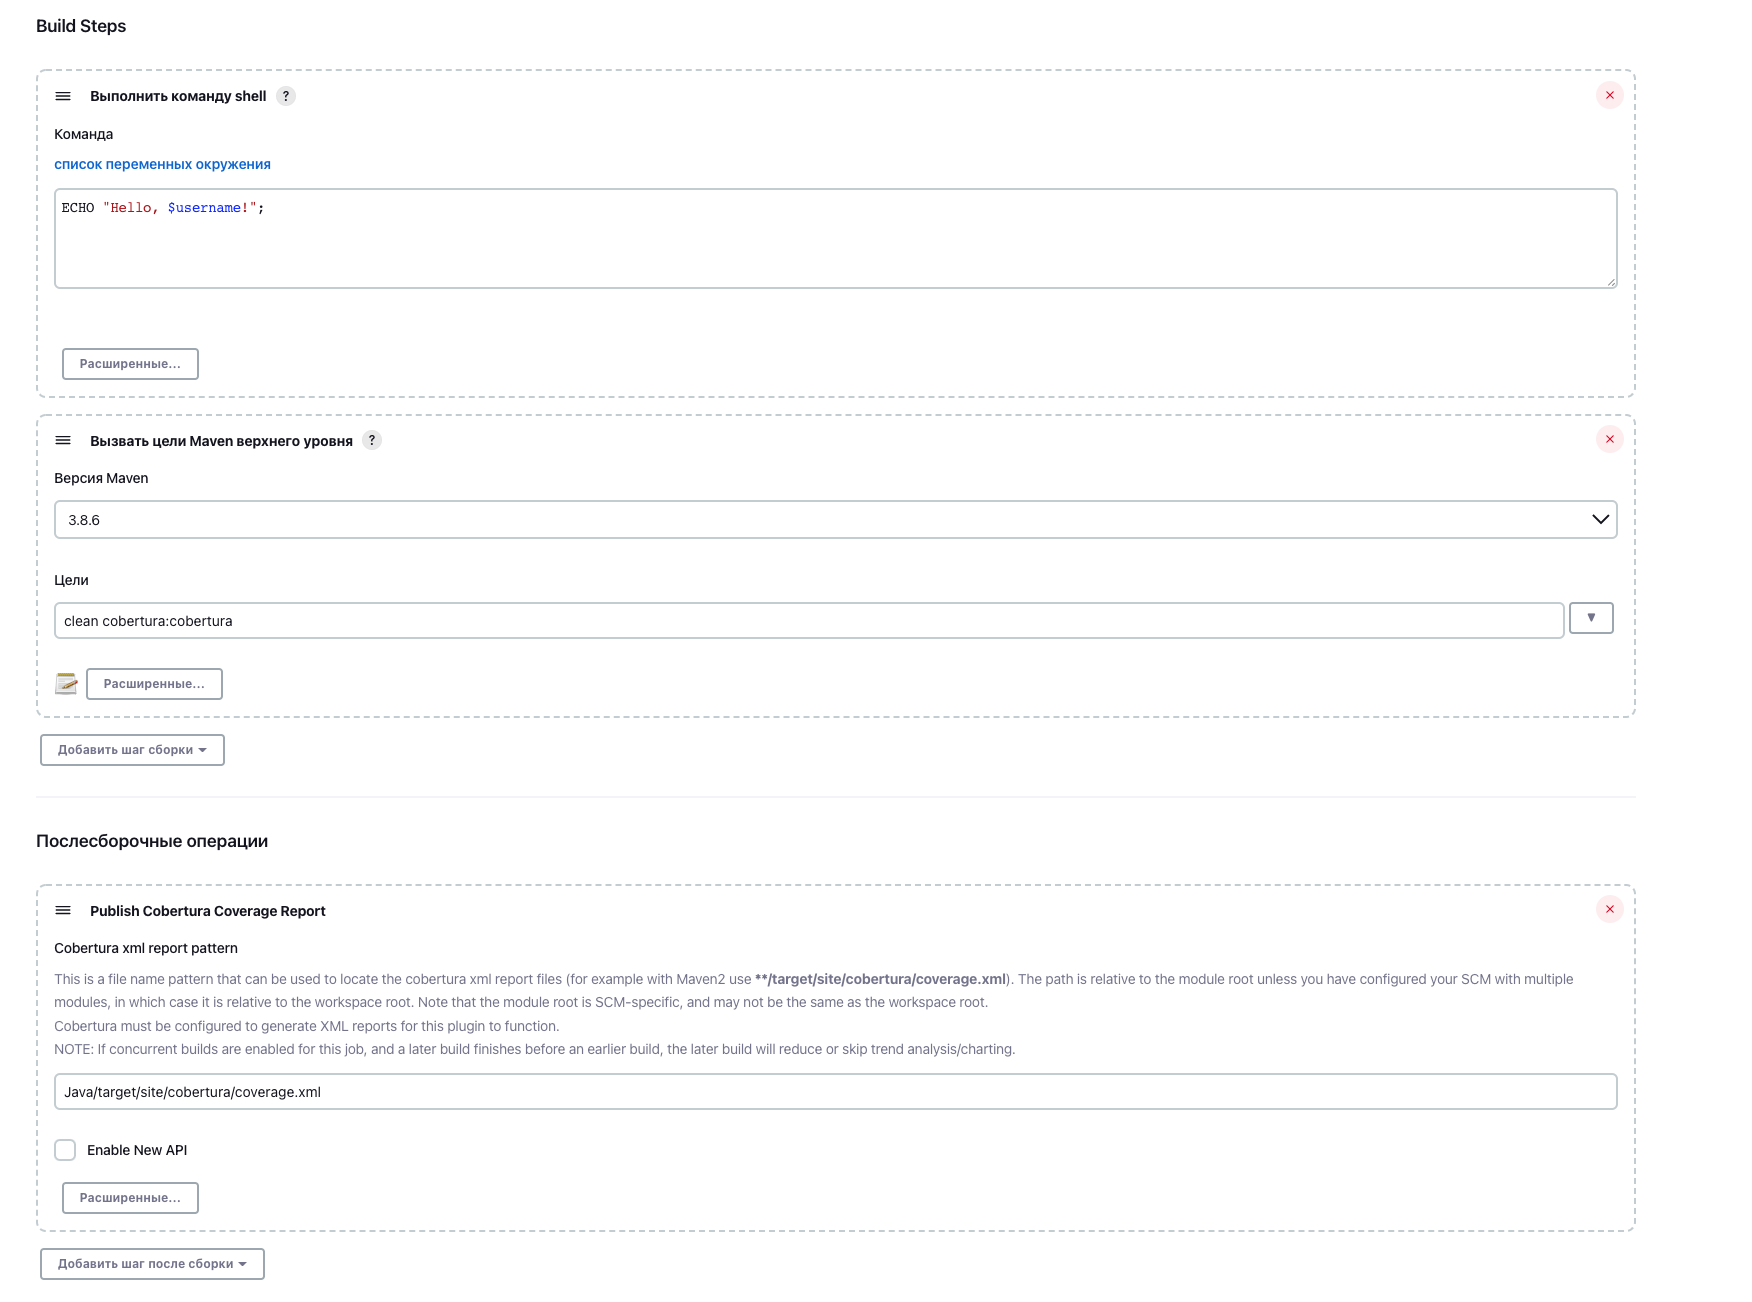 Build Steps
Выполнить команду shell ?
Команда
список переменных окружения
ECHO "Hello, $username!";
Расширенные...
Вызвать цели Maven верхнего уровня ?
Версия Maven
3.8.6
Цели
clean cobertura:cobertura
Расширенные...
Добавить шаг сборки
Послесборочные операции
Publish Cobertura Coverage Report
Cobertura xml report pattern
This is a file name pattern that can be used to locate the cobertura xml report files (for example with Maven2 use **/target/site/cobertura/coverage.xml). The path is relative to the module root unless you have configured your SCM with multiple
modules, in which case it is relative to the workspace root. Note that the module root is SCM-specific, and may not be the same as the workspace root.
Cobertura must be configured to generate XML reports for this plugin to function.
NOTE: If concurrent builds are enabled for this job, and a later build finishes before an earlier build, the later build will reduce or skip trend analysis/charting.
Java/target/site/cobertura/coverage.xml
Enable New API
Расширенные...
Добавить шаг после сборки